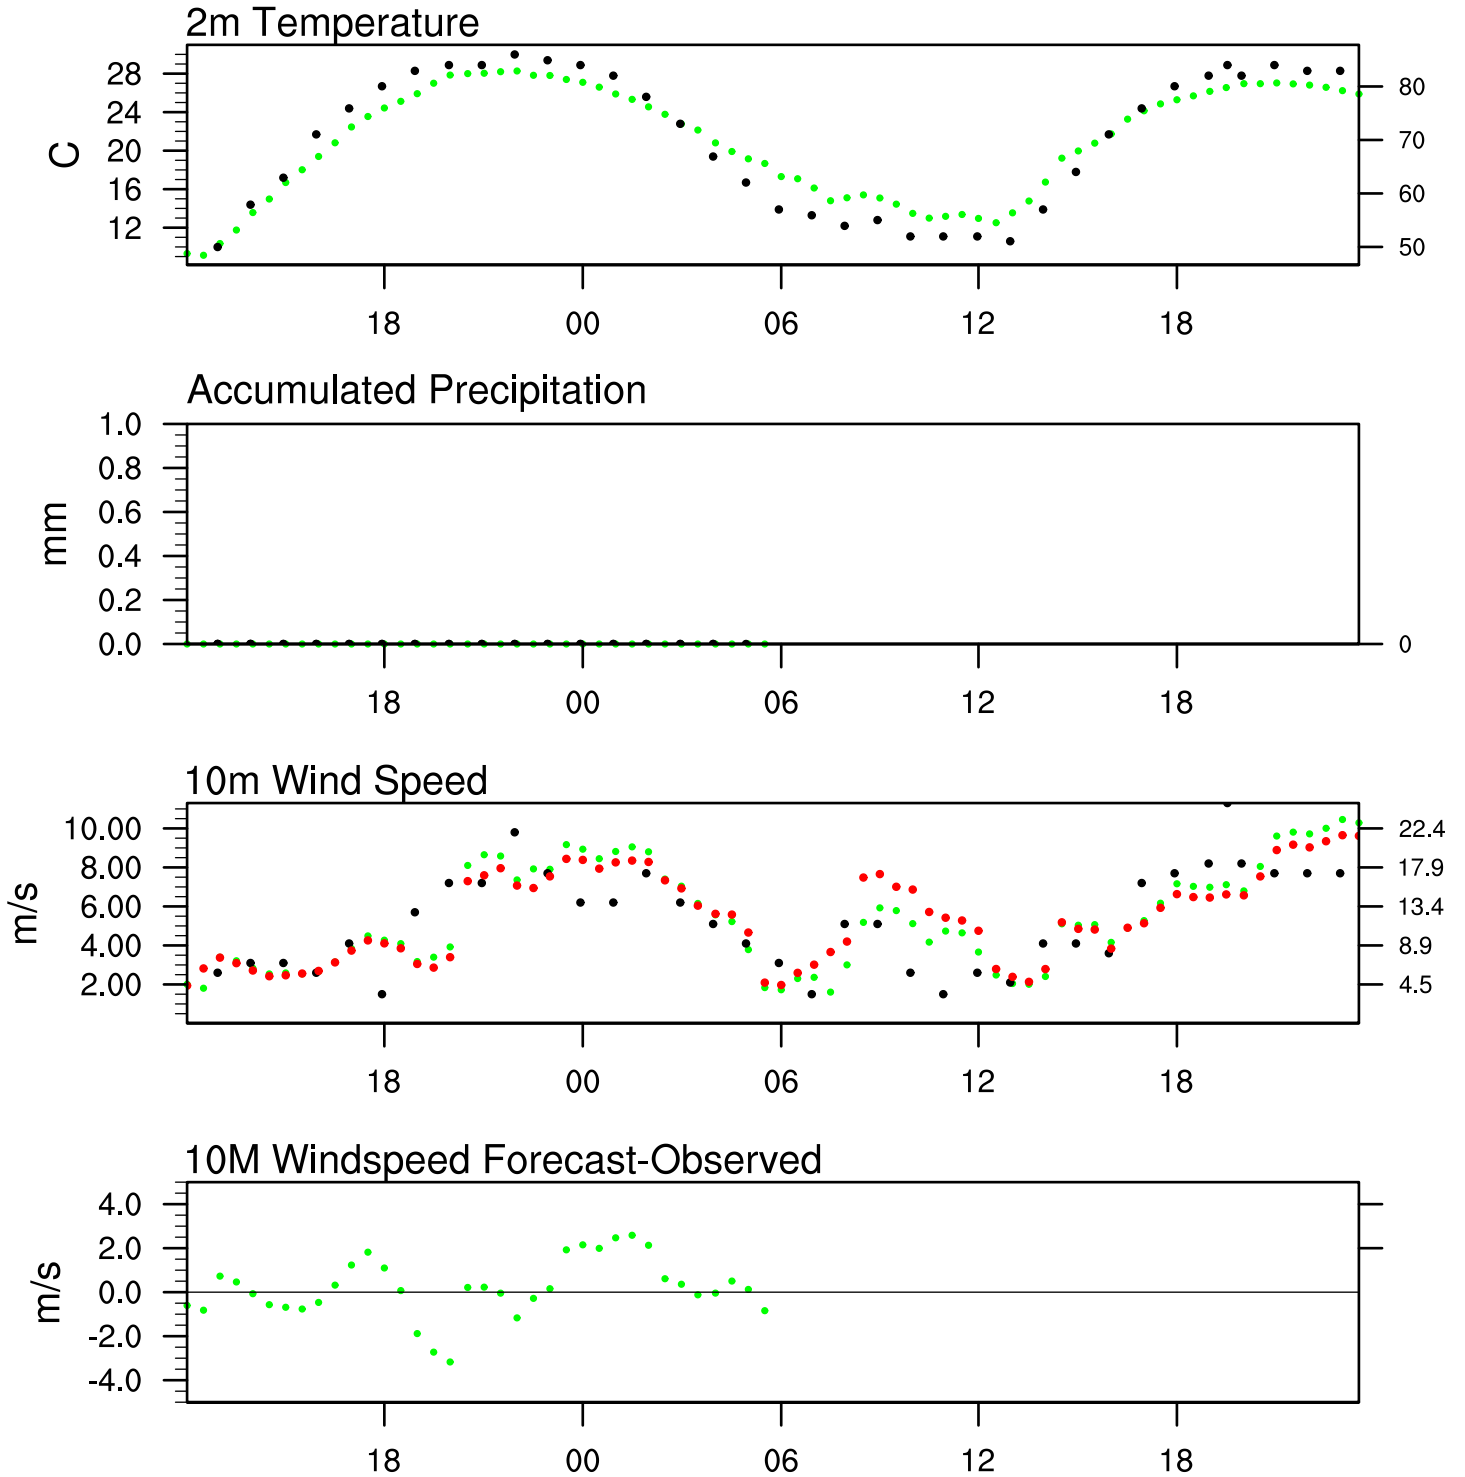 2m Temperature
C
28
24
20
16
12
80
70
60
50
18 00 06 12 18
Accumulated Precipitation
mm
1.0
0.8
0.6
0.4
0.2
0.0
0
18 00 06 12 18
10m Wind Speed
m/s
10.00
8.00
6.00
4.00
2.00
22.4
17.9
13.4
8.9
4.5
18 00 06 12 18
10M Windspeed Forecast-Observed
m/s
4.0
2.0
0.0
-2.0
-4.0
18 00 06 12 18